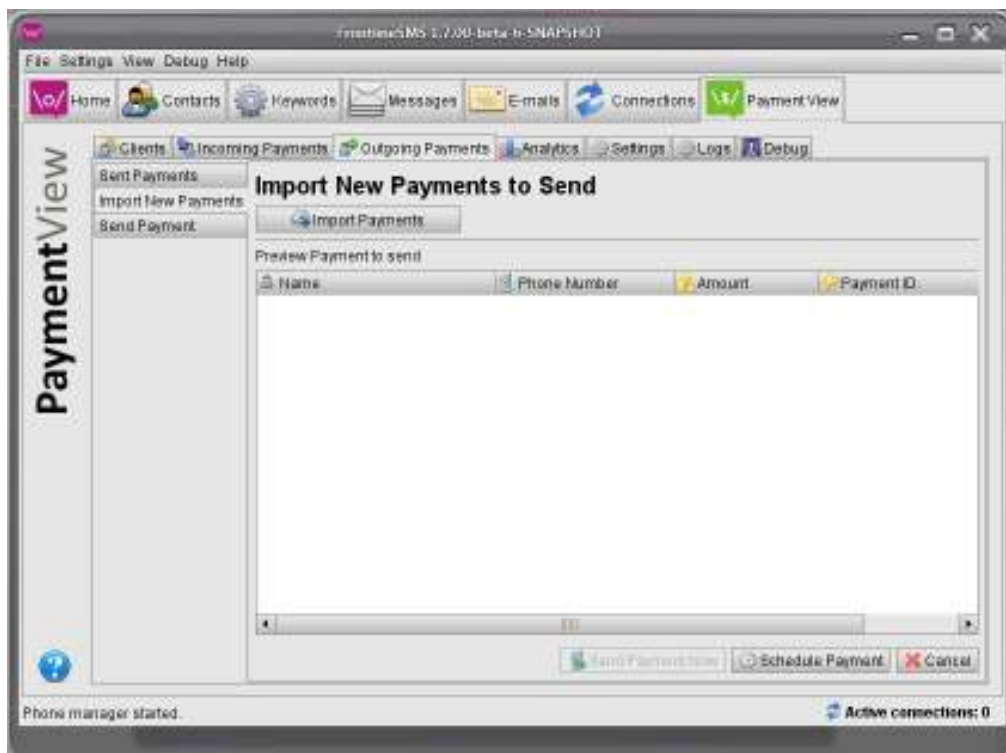 FrontlineSMS 1.7.00-beta-6-SNAPSHOT
File Settings View Debug Help
\o/ Home Contacts Keywords Messages E-mails Connections \$/ Payment View
Clients Incoming Payments Outgoing Payments Analytics Settings Logs Debug
PaymentView
Sent Payments
Import New Payments
Send Payment
Import New Payments to Send
Import Payments
Preview Payment to send
Name Phone Number Amount Payment ID
Send Payment Now Schedule Payment Cancel
?
Phone manager started. Active connections: 0